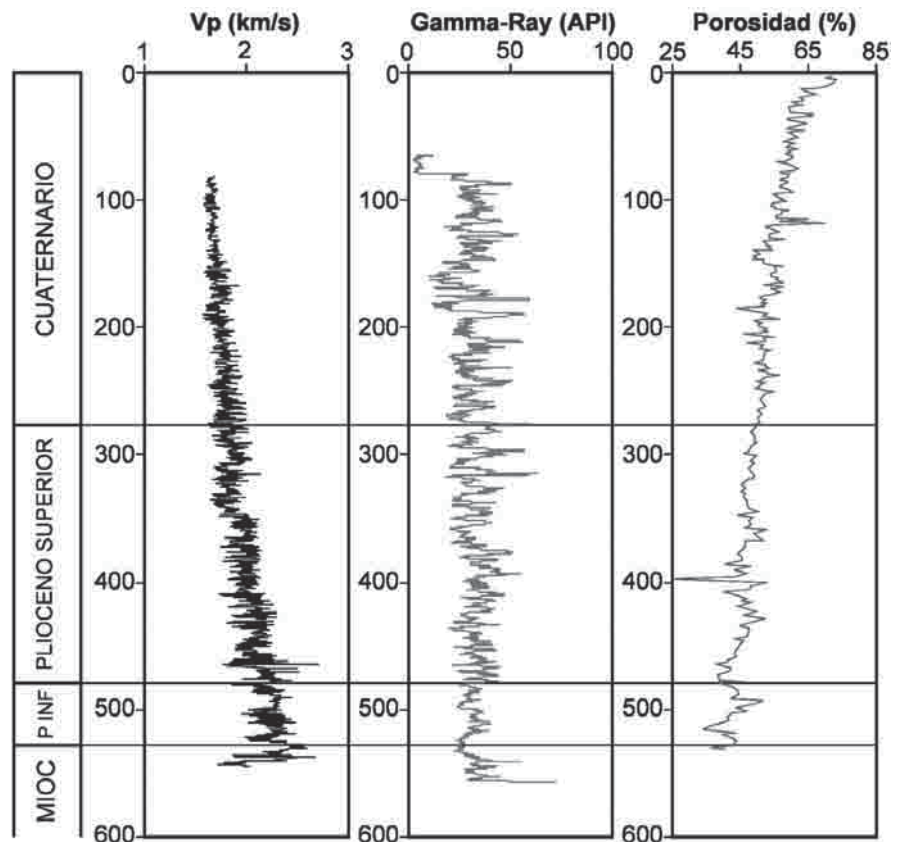 Vp (km/s) Gamma-Ray (API) Porosidad (%)
1 2 3 0 50 100 25 45 65 85
0 0 0
100 100 100
200 200 200
300 300 300
400 400 400
500 500 500
600 600 600
CUATERNARIO
PLIOCENO SUPERIOR
P INF
MIOC